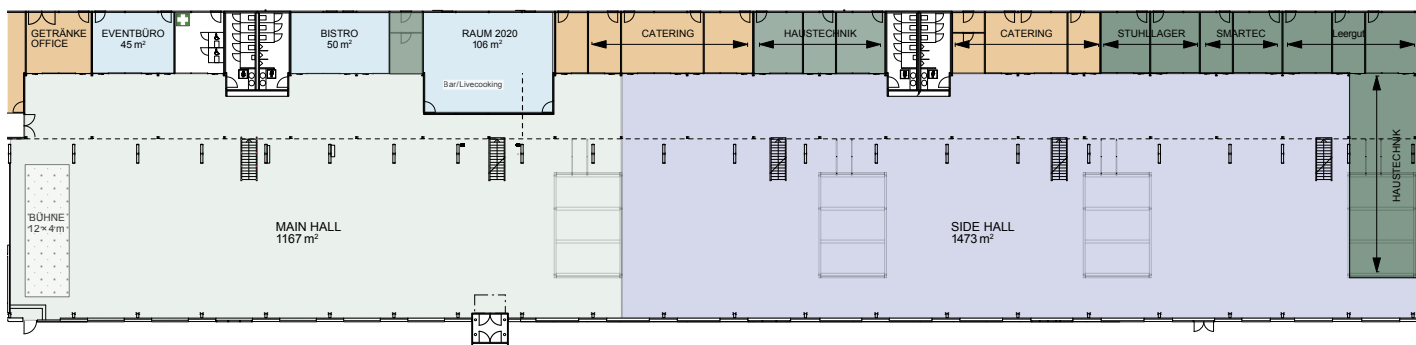 GETRÄNKE
OFFICE
EVENTBÜRO
45 m²
BISTRO
50 m²
RAUM 2020
106 m²
Bar/Livecooking
CATERING
HAUSTECHNIK
CATERING
STUHLLAGER
SMARTEC
Leergut
HAUSTECHNIK
BÜHNE
12 × 4 m
MAIN HALL
1167 m²
SIDE HALL
1473 m²